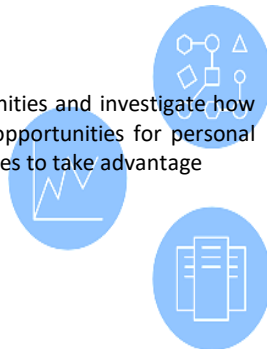 nities and investigate how
opportunities for personal
es to take advantage